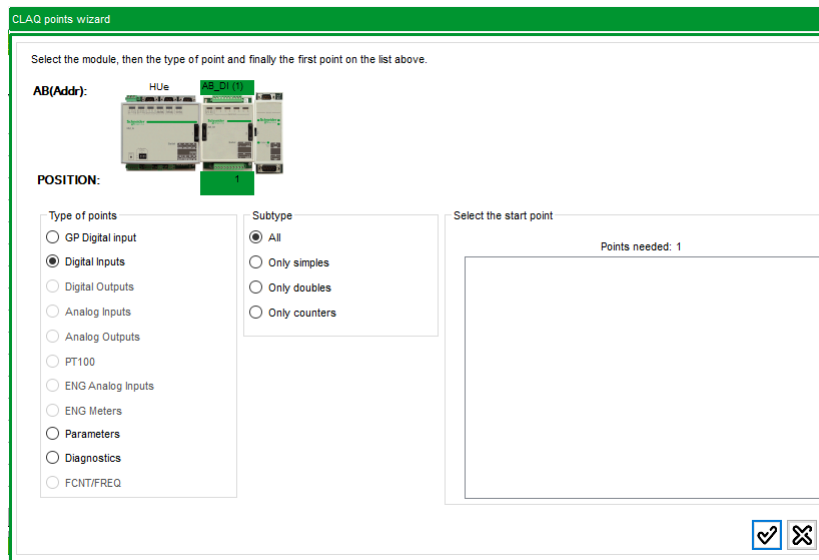 CLAQ points wizard
Select the module, then the type of point and finally the first point on the list above.
AB(Addr):
HUe
AB_DI (1)
POSITION:
1
Type of points
GP Digital input
Digital Inputs
Digital Outputs
Analog Inputs
Analog Outputs
PT100
ENG Analog Inputs
ENG Meters
Parameters
Diagnostics
FCNT/FREQ
Subtype
All
Only simples
Only doubles
Only counters
Select the start point
Points needed: 1